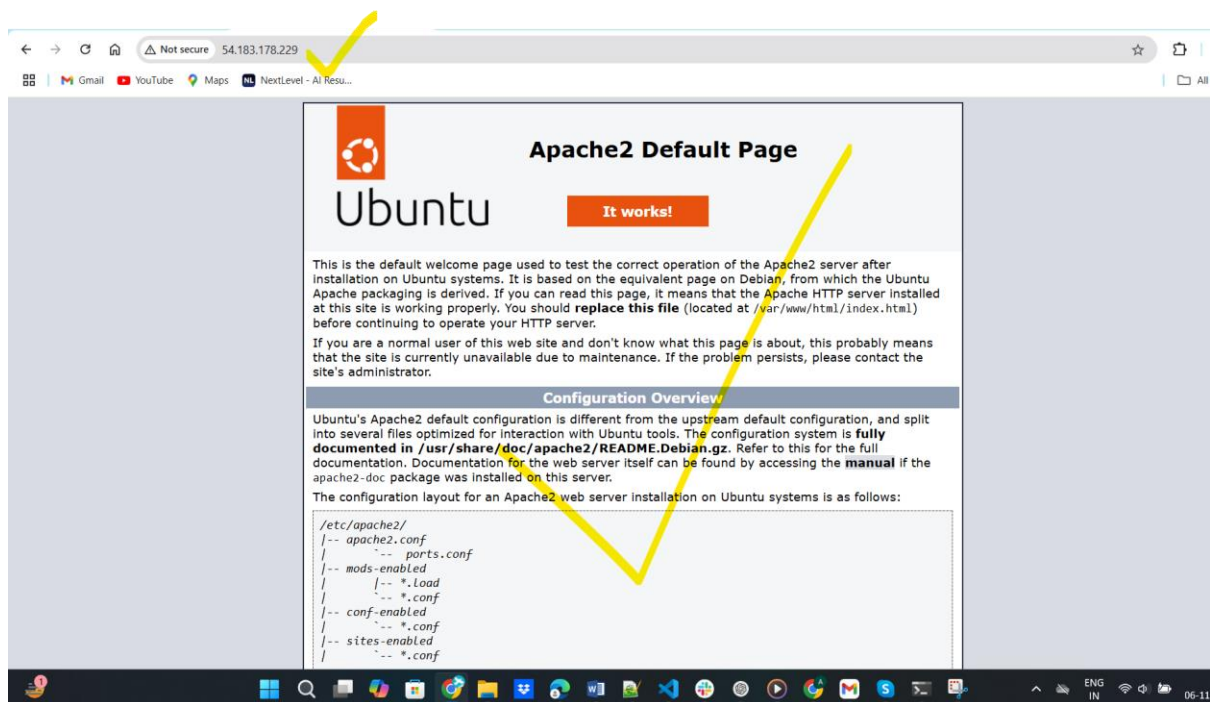 Not secure 54.183.178.229
Gmail YouTube Maps NL NextLevel - AI Resu... All
Apache2 Default Page
Ubuntu
It works!
This is the default welcome page used to test the correct operation of the Apache2 server after
installation on Ubuntu systems. It is based on the equivalent page on Debian, from which the Ubuntu
Apache packaging is derived. If you can read this page, it means that the Apache HTTP server installed
at this site is working properly. You should replace this file (located at /var/www/html/index.html)
before continuing to operate your HTTP server.
If you are a normal user of this web site and don't know what this page is about, this probably means
that the site is currently unavailable due to maintenance. If the problem persists, please contact the
site's administrator.
Configuration Overview
Ubuntu's Apache2 default configuration is different from the upstream default configuration, and split
into several files optimized for interaction with Ubuntu tools. The configuration system is fully
documented in /usr/share/doc/apache2/README.Debian.gz. Refer to this for the full
documentation. Documentation for the web server itself can be found by accessing the manual if the
apache2-doc package was installed on this server.
The configuration layout for an Apache2 web server installation on Ubuntu systems is as follows:
/etc/apache2/
|-- apache2.conf
|       `-- ports.conf
|-- mods-enabled
|       |-- *.load
|       `-- *.conf
|-- conf-enabled
|       `-- *.conf
|-- sites-enabled
|       `-- *.conf
1
ENG
IN
06-11